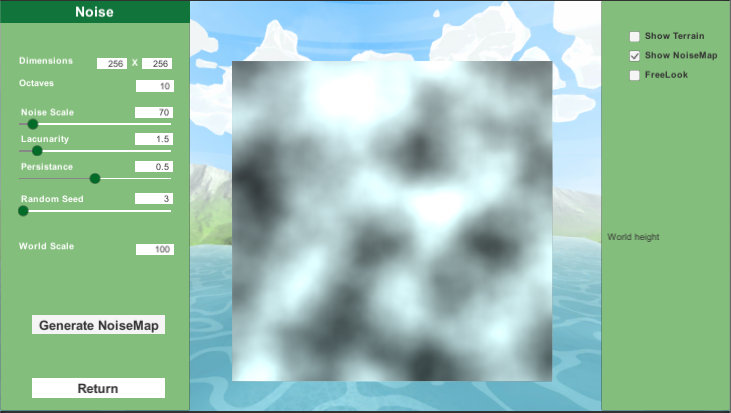 Noise
Dimensions 256 X 256
Octaves 10
Noise Scale 70
Lacunarity 1.5
Persistance 0.5
Random Seed 3
World Scale 100
Generate NoiseMap
Return
Show Terrain
Show NoiseMap
FreeLook
World height